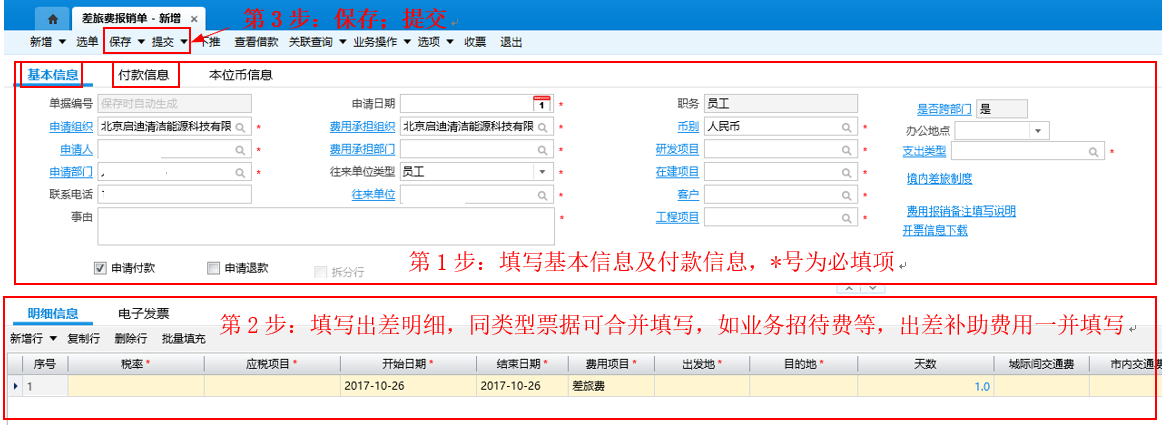 差旅费报销单 - 新增 ×
第3步：保存；提交
新增 选单 保存 提交 下推 查看借款 关联查询 业务操作 选项 收票 退出
基本信息 付款信息 本位币信息
单据编号 保存时自动生成 申请日期 1 * 职务 员工 是否跨部门 是
申请组织 北京启迪清洁能源科技有限 * 费用承担组织 北京启迪清洁能源科技有限 * 币别 人民币 * 办公地点
申请人 * 费用承担部门 * 研发项目 * 支出类型 *
申请部门 * 往来单位类型 员工 * 在建项目 * 境内差旅制度
联系电话 往来单位 * 客户 *
事由 * 工程项目 * 费用报销备注填写说明
开票信息下载
申请付款 申请退款 拆分行
第1步：填写基本信息及付款信息，*号为必填项
明细信息 电子发票
第2步：填写出差明细，同类型票据可合并填写，如业务招待费等，出差补助费用一并填写
新增行 复制行 删除行 批量填充
序号 税率* 应税项目* 开始日期* 结束日期* 费用项目* 出发地* 目的地* 天数 城际间交通费 市内交通费
1 2017-10-26 2017-10-26 差旅费 1.0